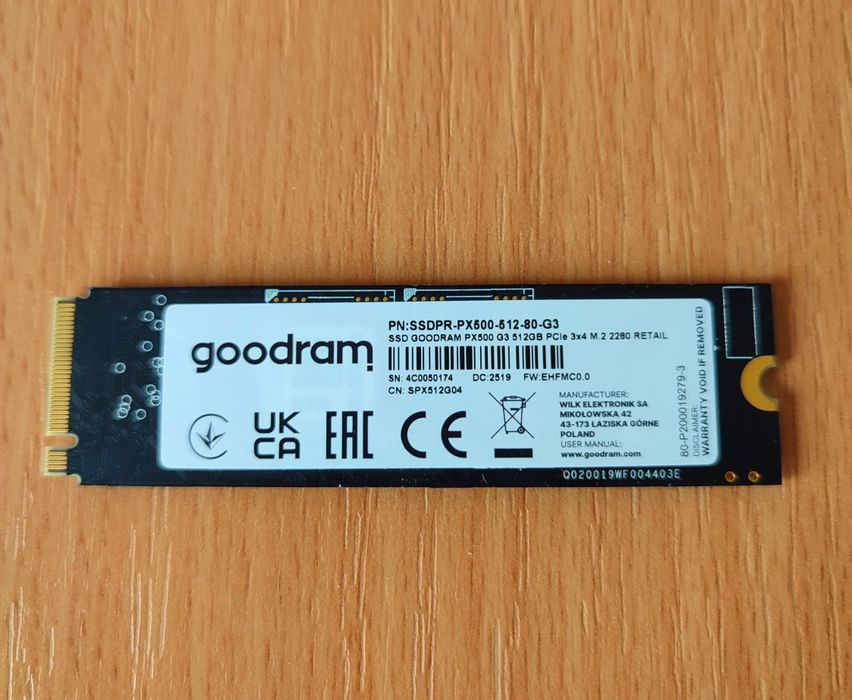 goodram
PN:SSDPR-PX500-512-80-G3
SSD GOODRAM PX500 G3 512GB PCIe 3x4 M.2 2280 RETAIL
SN: 4C0050174 DC:2519 FW:EHFMC0.0
CN: SPX512G04
UK
CA
EAC
CE
MANUFACTURER:
WILK ELEKTRONIK SA
MIKOŁOWSKA 42
43-173 ŁAZISKA GÓRNE
POLAND
USER MANUAL:
www.goodram.com
80-P200019279-3
DISCLAIMER:
WARRANTY VOID IF REMOVED
Q020019WF004403E